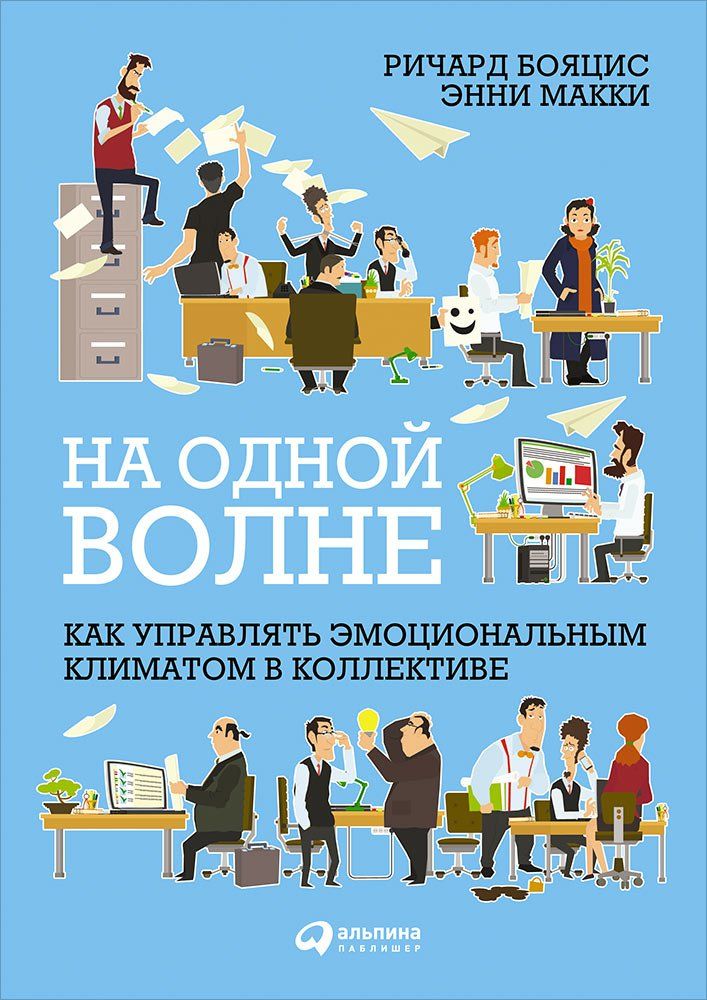 РИЧАРД БОЯЦИС
ЭННИ МАККИ
НА ОДНОЙ
ВОЛНЕ
КАК УПРАВЛЯТЬ ЭМОЦИОНАЛЬНЫМ
КЛИМАТОМ В КОЛЛЕКТИВЕ
альпина
ПАБЛИШЕР